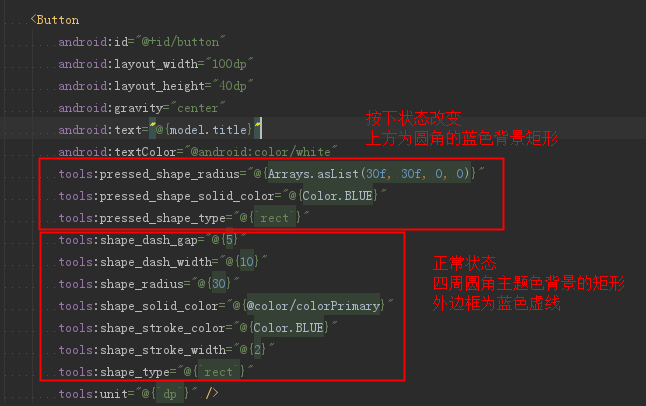 <Button
android:id="@+id/button"
android:layout_width="100dp"
android:layout_height="40dp"
android:gravity="center"
android:text="@{model.title}"
android:textColor="@android:color/white"
tools:pressed_shape_radius="@{Arrays.asList(30f, 30f, 0, 0)}"
tools:pressed_shape_solid_color="@{Color.BLUE}"
tools:pressed_shape_type="@{`rect`}"
tools:shape_dash_gap="@{5}"
tools:shape_dash_width="@{10}"
tools:shape_radius="@{30}"
tools:shape_solid_color="@{@color/colorPrimary}"
tools:shape_stroke_color="@{Color.BLUE}"
tools:shape_stroke_width="@{2}"
tools:shape_type="@{`rect`}"
tools:unit="@{`dp`}" />
按下状态改变
上方为圆角的蓝色背景矩形
正常状态
四周圆角主题色背景的矩形
外边框为蓝色虚线